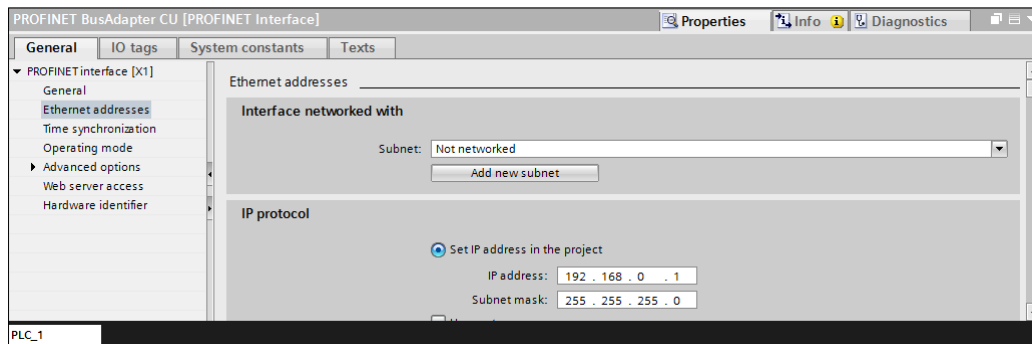 PROFINET BusAdapter CU [PROFINET Interface]
Properties
Info
Diagnostics
General
IO tags
System constants
Texts
PROFINET interface [X1]
General
Ethernet addresses
Time synchronization
Operating mode
Advanced options
Web server access
Hardware identifier
Ethernet addresses
Interface networked with
Subnet: Not networked
Add new subnet
IP protocol
Set IP address in the project
IP address: 192 . 168 . 0 . 1
Subnet mask: 255 . 255 . 255 . 0
PLC_1